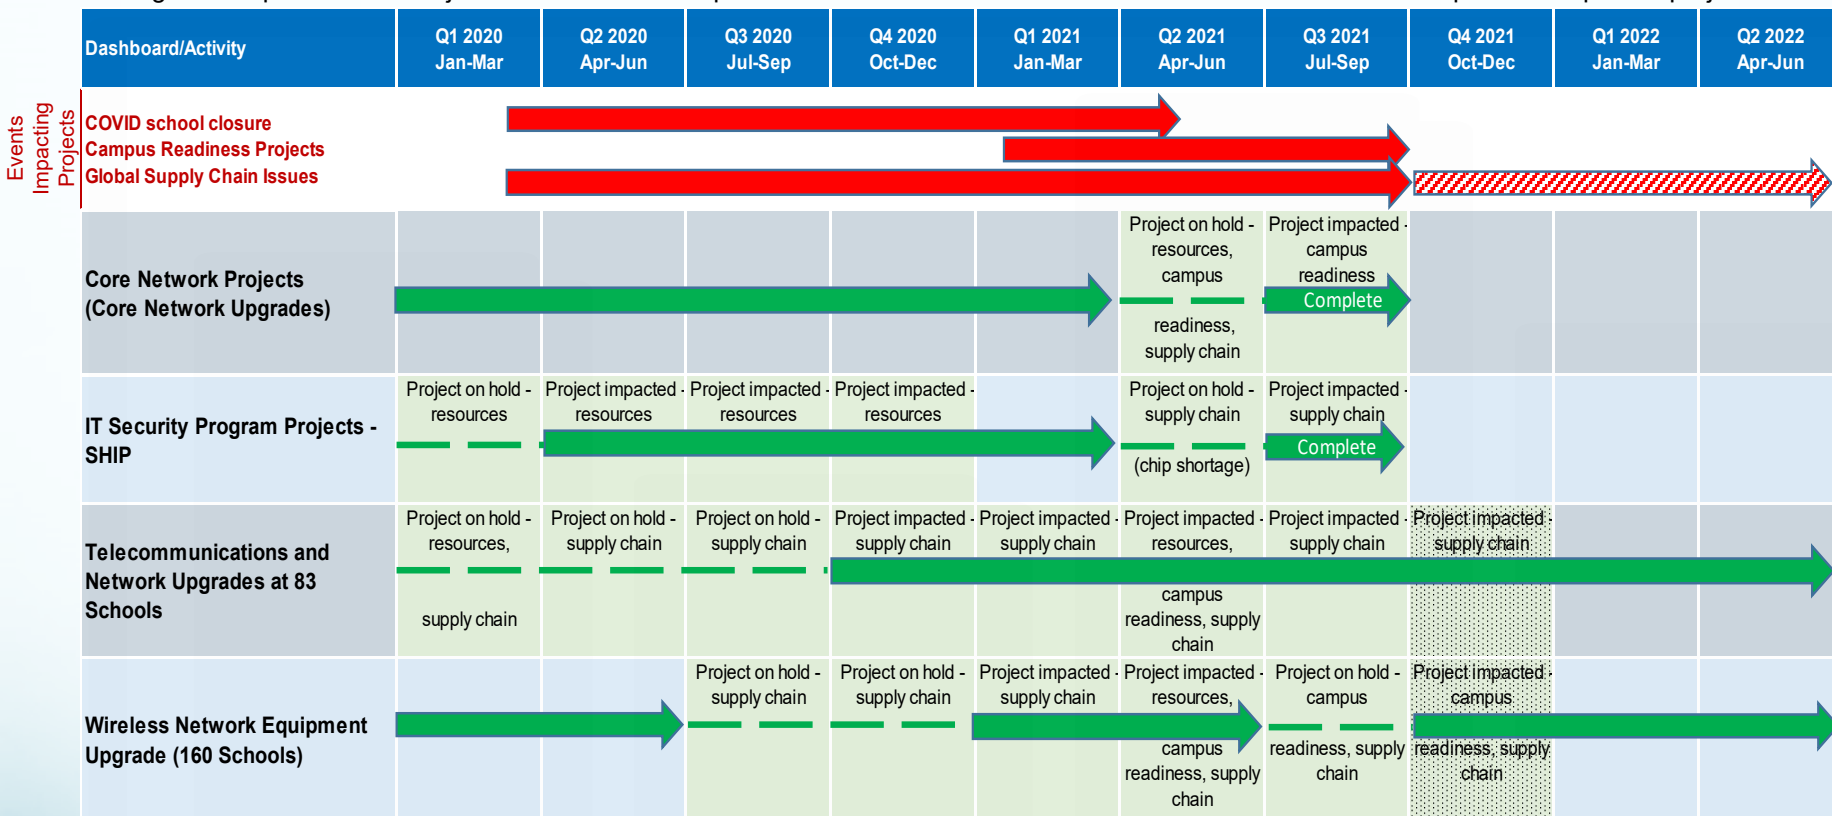 Dashboard/Activity
Q1 2020
Jan-Mar
Q2 2020
Apr-Jun
Q3 2020
Jul-Sep
Q4 2020
Oct-Dec
Q1 2021
Jan-Mar
Q2 2021
Apr-Jun
Q3 2021
Jul-Sep
Q4 2021
Oct-Dec
Q1 2022
Jan-Mar
Q2 2022
Apr-Jun
Events
Impacting
Projects
COVID school closure
Campus Readiness Projects
Global Supply Chain Issues
Core Network Projects
(Core Network Upgrades)
Project on hold -
resources,
campus
readiness,
supply chain
Project impacted -
campus
readiness
Complete
IT Security Program Projects -
SHIP
Project on hold -
resources
Project impacted -
resources
Project impacted -
resources
Project impacted -
resources
Project on hold -
supply chain
(chip shortage)
Project impacted -
supply chain
Complete
Telecommunications and
Network Upgrades at 83
Schools
Project on hold -
resources,
supply chain
Project on hold -
supply chain
Project on hold -
supply chain
Project impacted -
supply chain
Project impacted -
supply chain
Project impacted -
resources,
campus
readiness, supply
chain
Project impacted -
supply chain
Project impacted -
supply chain
Wireless Network Equipment
Upgrade (160 Schools)
Project on hold -
supply chain
Project on hold -
supply chain
Project impacted -
supply chain
Project impacted -
resources,
campus
readiness, supply
chain
Project on hold -
campus
readiness, supply
chain
Project impacted -
campus
readiness, supply
chain